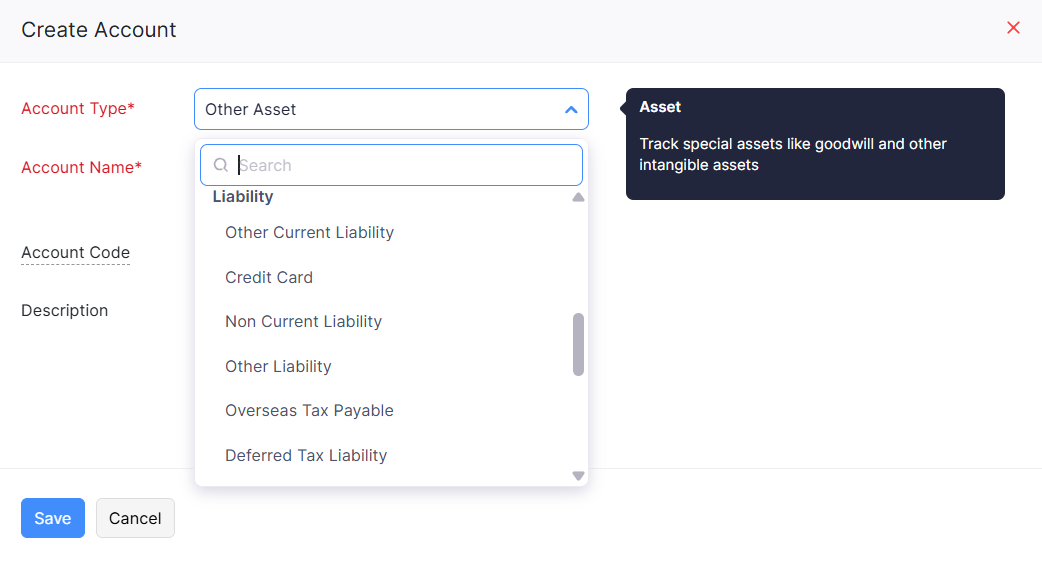 Create Account
Account Type*
Other Asset
Asset
Track special assets like goodwill and other
intangible assets
Account Name*
Search
Liability
Other Current Liability
Account Code
Credit Card
Description
Non Current Liability
Other Liability
Overseas Tax Payable
Deferred Tax Liability
Save
Cancel